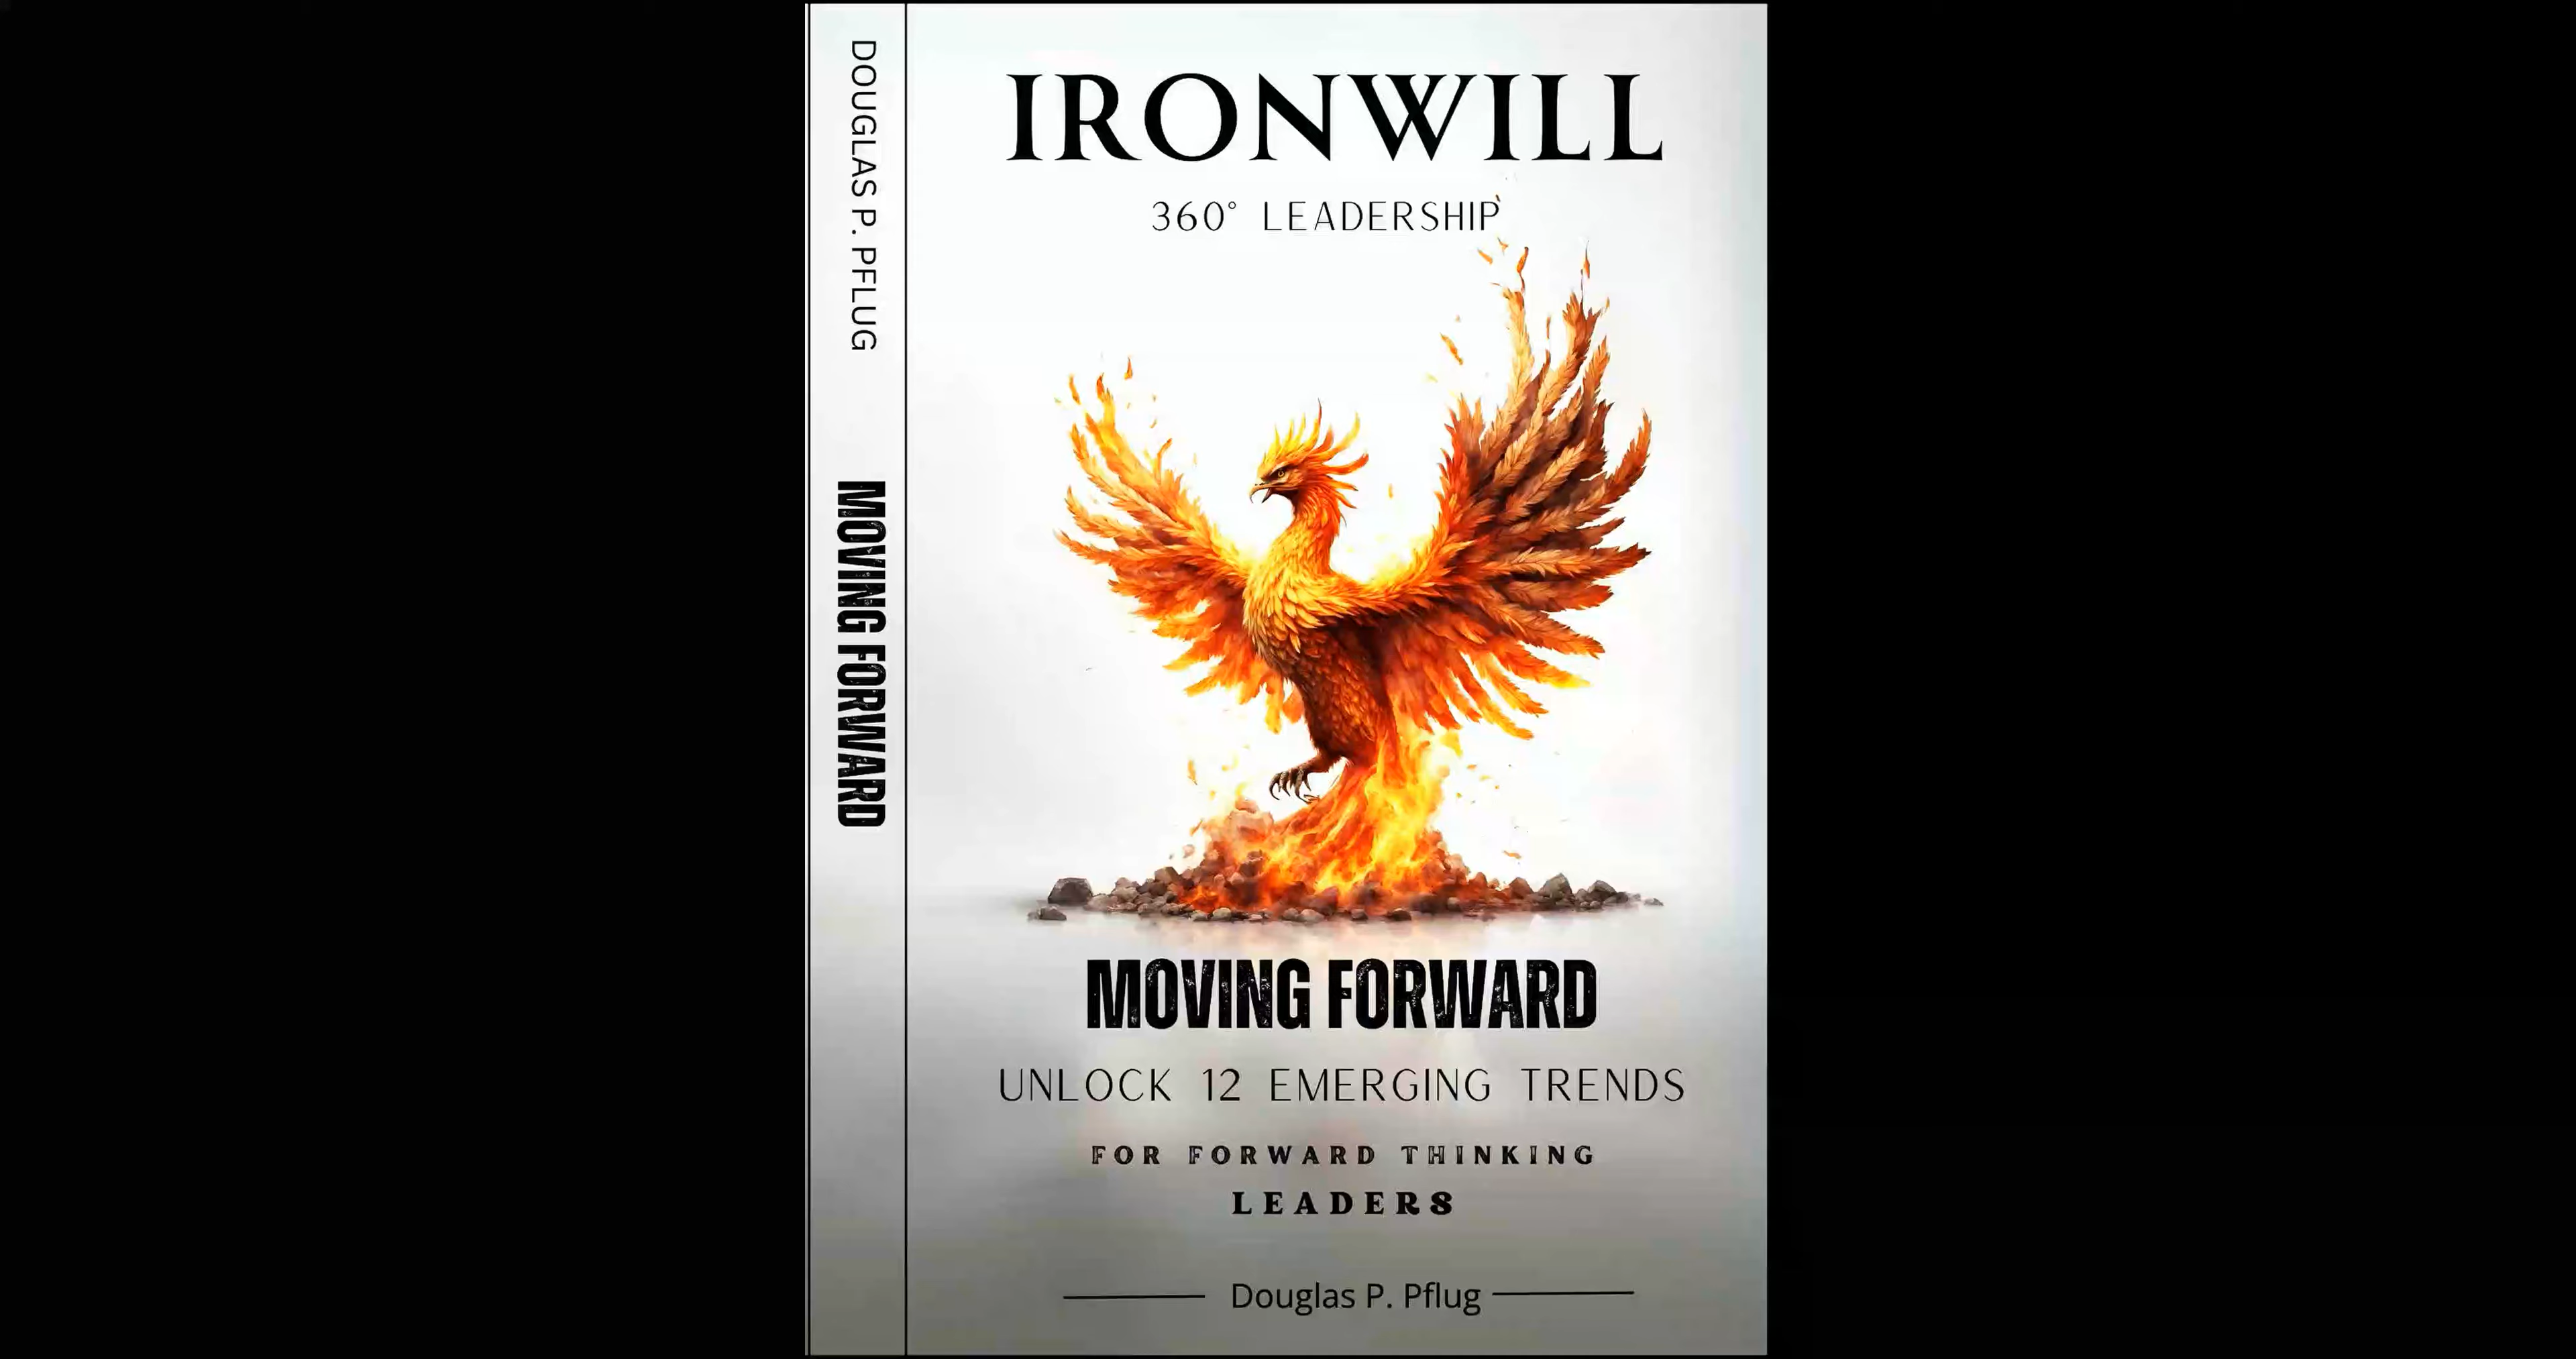 DOUGLAS P. PFLUG
MOVING FORWARD
IRONWILL
360° LEADERSHIP
MOVING FORWARD
UNLOCK 12 EMERGING TRENDS
FOR FORWARD THINKING
LEADERS
Douglas P. Pflug